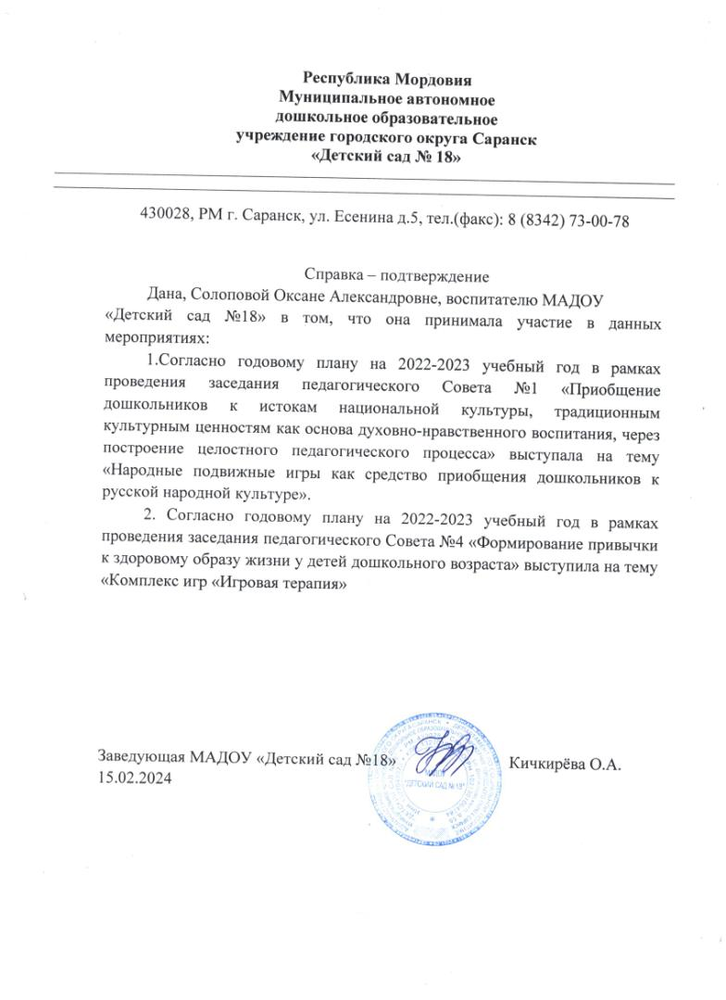 Республика Мордовия
Муниципальное автономное
дошкольное образовательное
учреждение городского округа Саранск
«Детский сад № 18»
430028, РМ г. Саранск, ул. Есенина д.5, тел.(факс): 8 (8342) 73-00-78
Справка – подтверждение
Дана, Солоповой Оксане Александровне, воспитателю МАДОУ
«Детский сад №18» в том, что она принимала участие в данных
мероприятиях:
1.Согласно годовому плану на 2022-2023 учебный год в рамках
проведения заседания педагогического Совета №1 «Приобщение
дошкольников к истокам национальной культуры, традиционным
культурным ценностям как основа духовно-нравственного воспитания, через
построение целостного педагогического процесса» выступала на тему
«Народные подвижные игры как средство приобщения дошкольников к
русской народной культуре».
2. Согласно годовому плану на 2022-2023 учебный год в рамках
проведения заседания педагогического Совета №4 «Формирование привычки
к здоровому образу жизни у детей дошкольного возраста» выступила на тему
«Комплекс игр «Игровая терапия»
Заведующая МАДОУ «Детский сад №18» Кичкирёва О.А.
15.02.2024
"ДЕТСКИЙ САД № 18"